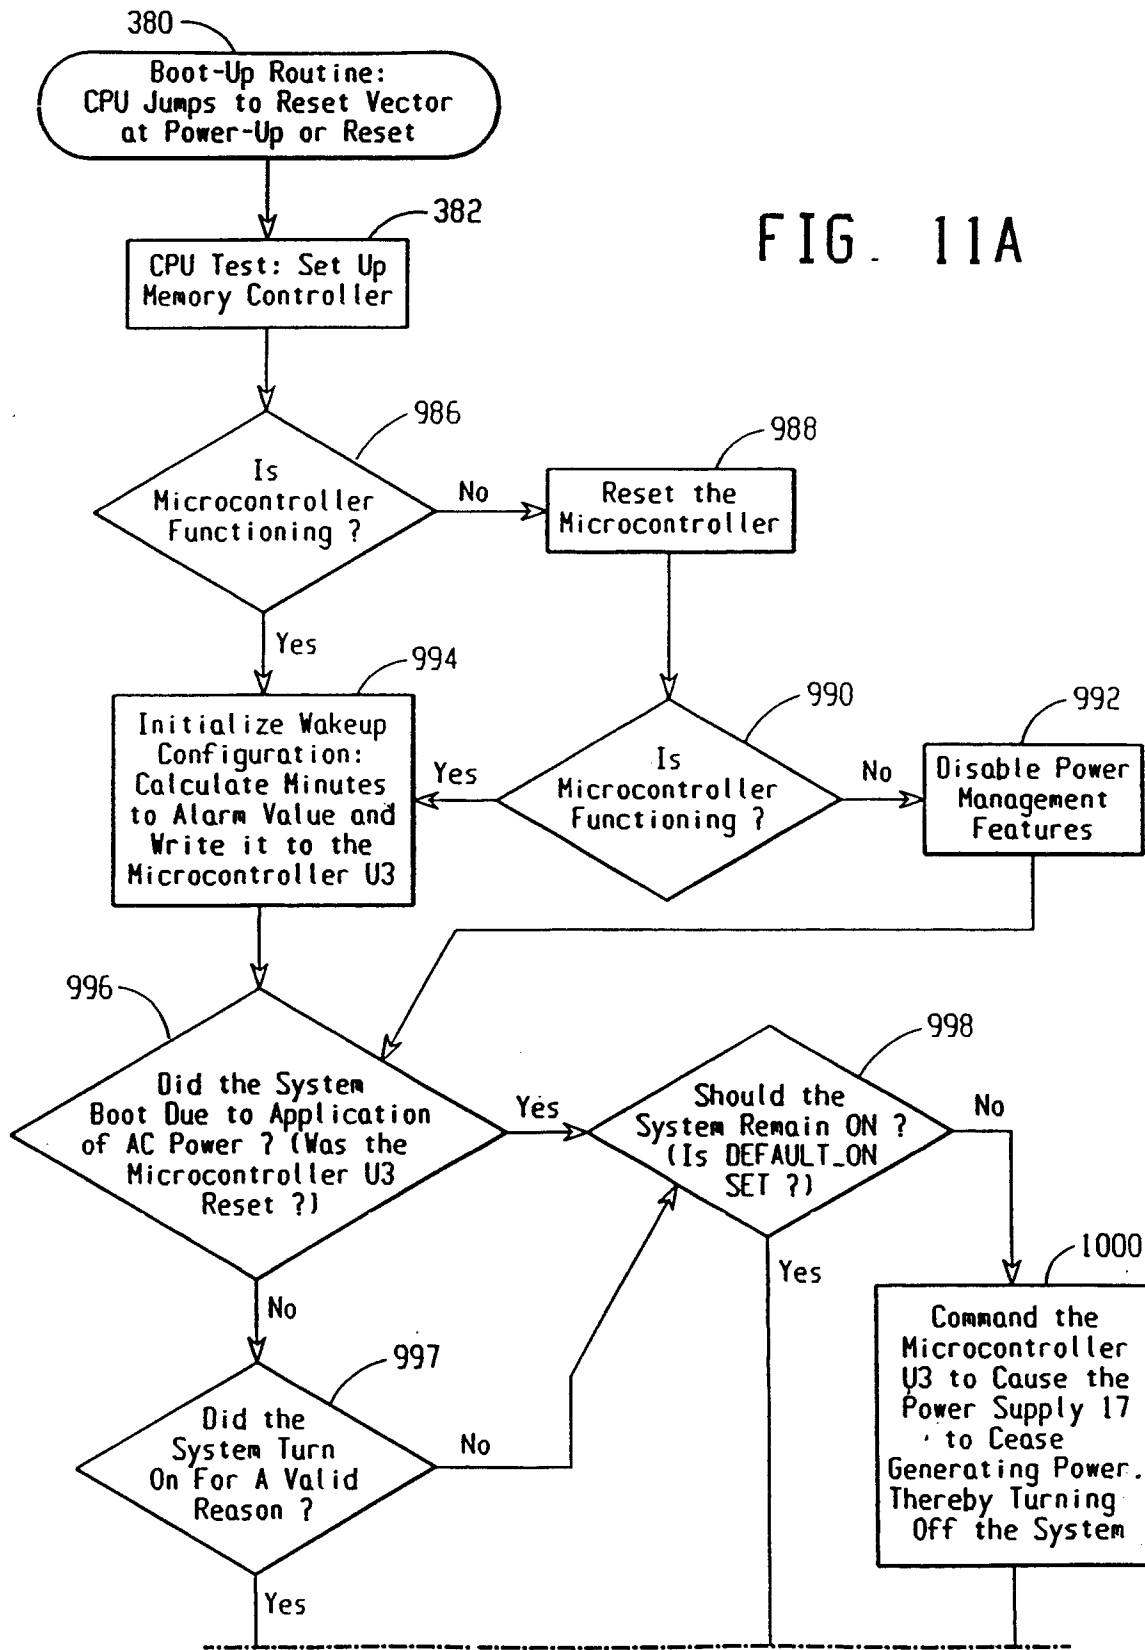 380
Boot-Up Routine:
CPU Jumps to Reset Vector
at Power-Up or Reset
382
FIG. 11A
CPU Test: Set Up
Memory Controller
986
Is
Microcontroller
Functioning ?
No
988
Reset the
Microcontroller
Yes
994
Initialize Wakeup
Configuration:
Calculate Minutes
to Alarm Value and
Write it to the
Microcontroller U3
Yes
990
Is
Microcontroller
Functioning ?
No
992
Disable Power
Management
Features
996
Did the System
Boot Due to Application
of AC Power ? (Was the
Microcontroller U3
Reset ?)
Yes
998
Should the
System Remain ON ?
(Is DEFAULT_ON
SET ?)
No
Yes
1000
Command the
Microcontroller
U3 to Cause the
Power Supply 17
to Cease
Generating Power.
Thereby Turning
Off the System
No
997
Did the
System Turn
On For A Valid
Reason ?
No
Yes